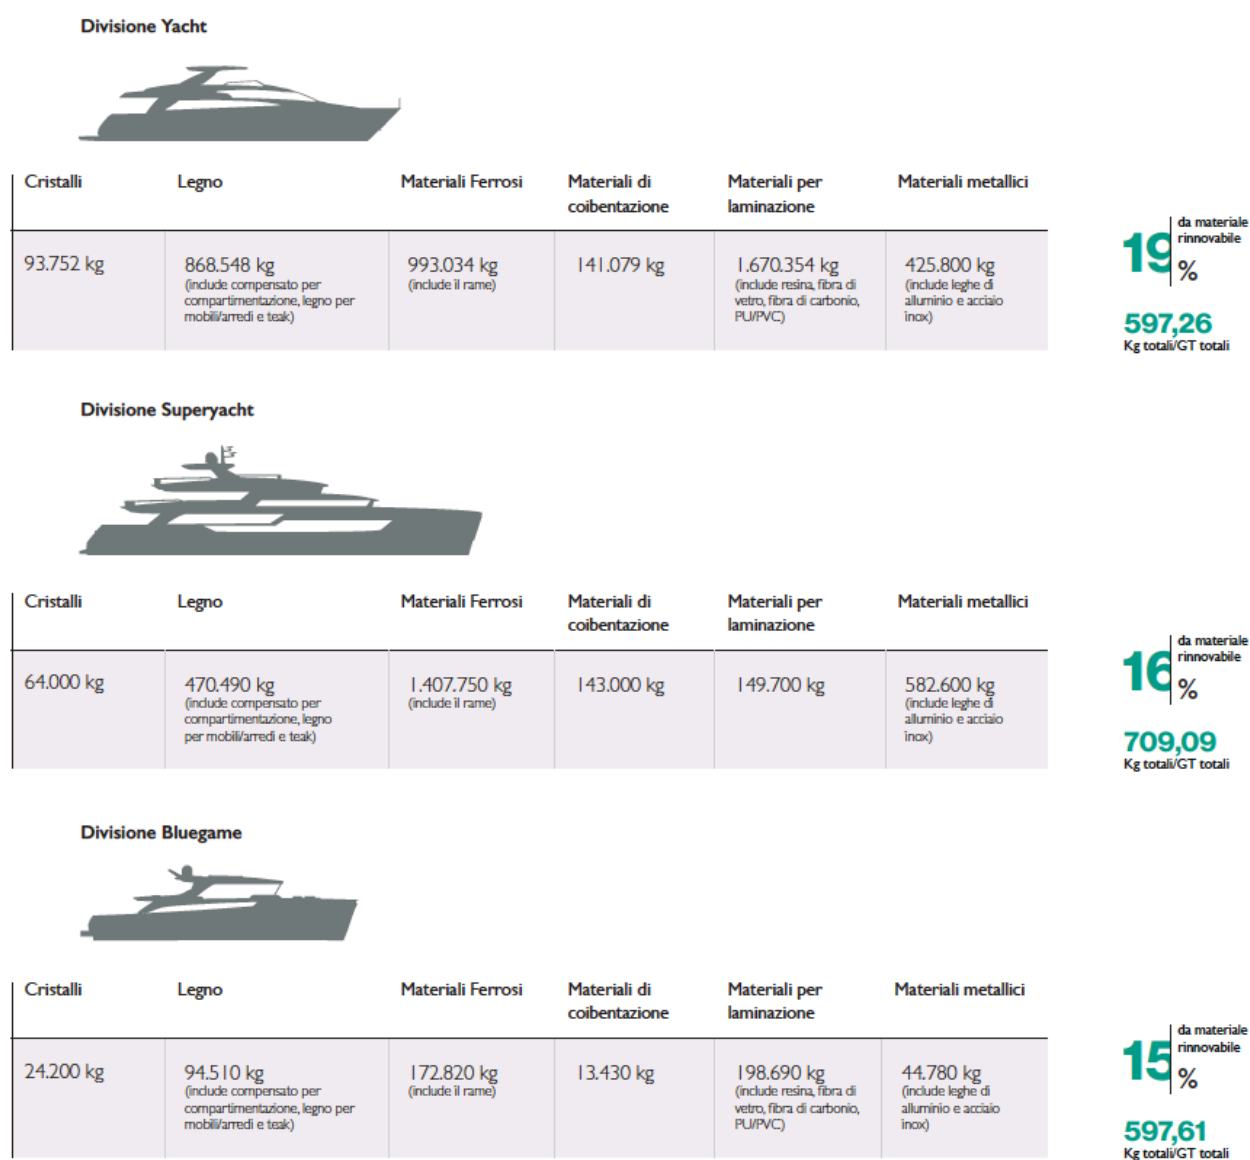 Divisione Yacht
Cristalli
Legno
Materiali Ferrosi
Materiali di
coibentazione
Materiali per
laminazione
Materiali metallici
93.752 kg
868.548 kg
(include compensato per
compartimentazione, legno per
mobili/arredi e teak)
993.034 kg
(include il rame)
141.079 kg
1.670.354 kg
(include resina, fibra di
vetro, fibra di carbonio,
PU/PVC)
425.800 kg
(include leghe di
alluminio e acciaio
inox)
19
%
da materiale
rinnovabile
597,26
Kg totali/GT totali
Divisione Superyacht
Cristalli
Legno
Materiali Ferrosi
Materiali di
coibentazione
Materiali per
laminazione
Materiali metallici
64.000 kg
470.490 kg
(include compensato per
compartimentazione, legno
per mobili/arredi e teak)
1.407.750 kg
(include il rame)
143.000 kg
149.700 kg
582.600 kg
(include leghe di
alluminio e acciaio
inox)
16
%
da materiale
rinnovabile
709,09
Kg totali/GT totali
Divisione Bluegame
Cristalli
Legno
Materiali Ferrosi
Materiali di
coibentazione
Materiali per
laminazione
Materiali metallici
24.200 kg
94.510 kg
(include compensato per
compartimentazione, legno per
mobili/arredi e teak)
172.820 kg
(include il rame)
13.430 kg
198.690 kg
(include resina, fibra di
vetro, fibra di carbonio,
PU/PVC)
44.780 kg
(include leghe di
alluminio e acciaio
inox)
15
%
da materiale
rinnovabile
597,61
Kg totali/GT totali